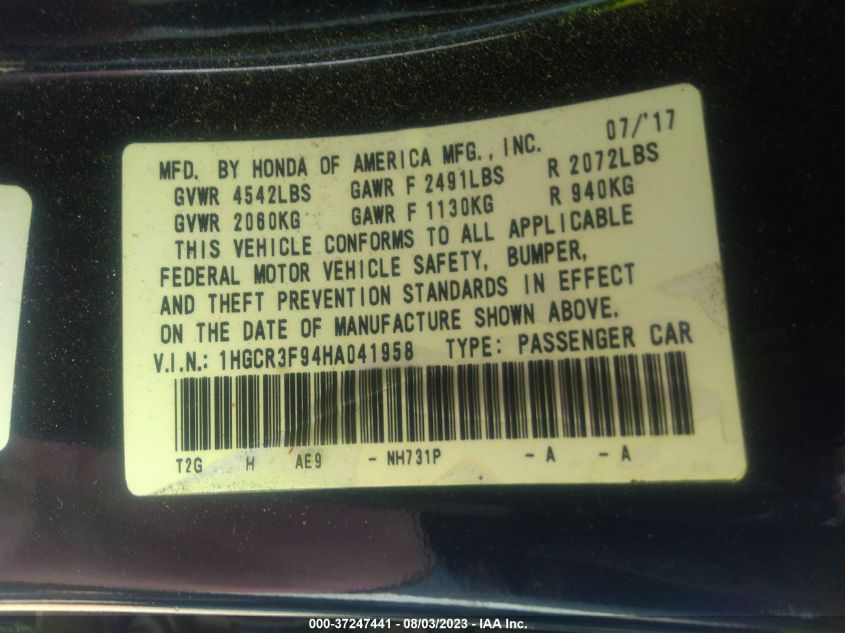 MFD. BY HONDA OF AMERICA MFG., INC. 07/'17
GVWR 4542LBS GAWR F 2491LBS R 2072LBS
GVWR 2060KG GAWR F 1130KG R 940KG
THIS VEHICLE CONFORMS TO ALL APPLICABLE
FEDERAL MOTOR VEHICLE SAFETY, BUMPER,
AND THEFT PREVENTION STANDARDS IN EFFECT
ON THE DATE OF MANUFACTURE SHOWN ABOVE.
V.I.N.: 1HGCR3F94HA041958 TYPE: PASSENGER CAR
T2G H AE9 - NH731P - A - A
000-37247441 - 08/03/2023 - IAA Inc.